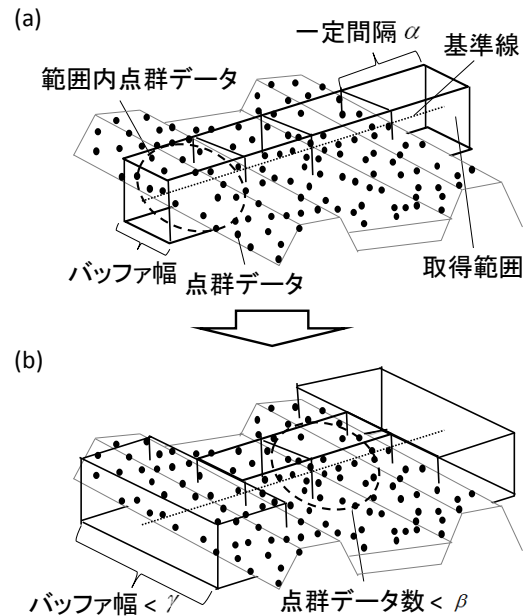 (a)
一定間隔 α
基準線
範囲内点群データ
バッファ幅
点群データ
取得範囲
(b)
バッファ幅 < γ
点群データ数 < β